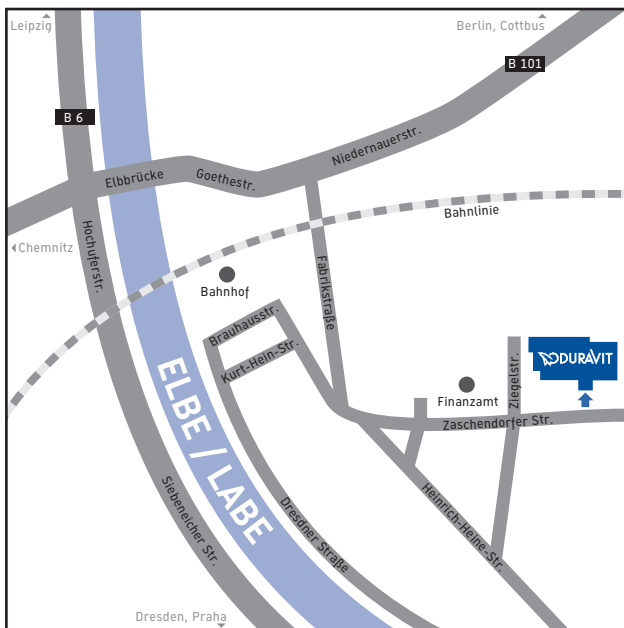 Leipzig
Berlin, Cottbus
B 101
B 6
Niedernauerstr.
Elbbrücke
Goethestr.
Bahnlinie
Hochuferstr.
Chemnitz
Fabrikstraße
Bahnhof
Brauhausstr.
Kurt-Hein-Str.
Ziegelstr.
DURAVIT
Finanzamt
Zaschendorfer Str.
ELBE / LABE
Siebeneicher Str.
Dresdner Straße
Heinrich-Heine-Str.
Dresden, Praha